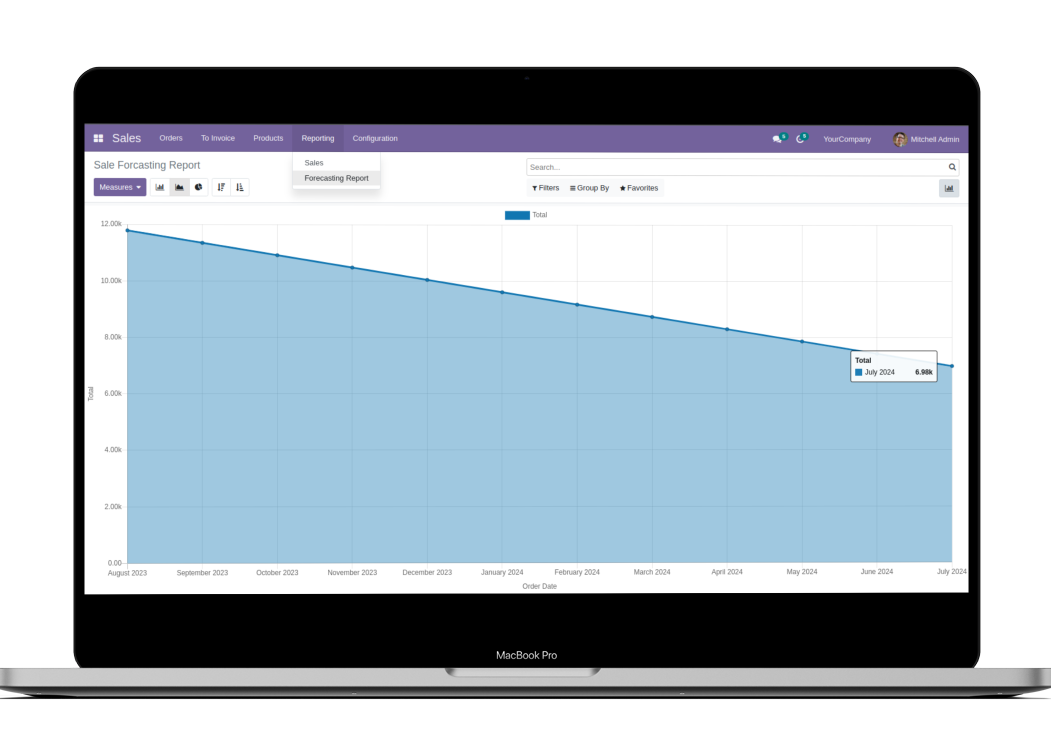 Sales Orders To Invoice Products Reporting Configuration 5 5 YourCompany Mitchell Admin
Sale Forcasting Report
Sales
Forecasting Report
Search...
Measures
Filters Group By Favorites
Total
12.00k
10.00k
8.00k
6.00k
4.00k
2.00k
0.00
Total
Total
July 2024 6.98k
August 2023 September 2023 October 2023 November 2023 December 2023 January 2024 February 2024 March 2024 April 2024 May 2024 June 2024 July 2024
Order Date
MacBook Pro